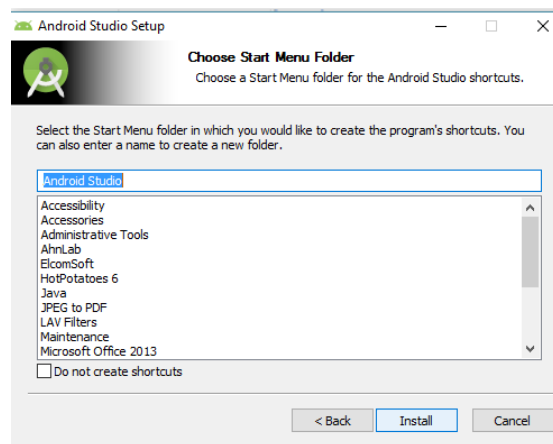 Android Studio Setup
Choose Start Menu Folder
Choose a Start Menu folder for the Android Studio shortcuts.
Select the Start Menu folder in which you would like to create the program's shortcuts. You
can also enter a name to create a new folder.
Android Studio
Accessibility
Accessories
Administrative Tools
AhnLab
ElcomSoft
HotPotatoes 6
Java
JPEG to PDF
LAV Filters
Maintenance
Microsoft Office 2013
Do not create shortcuts
< Back Install Cancel